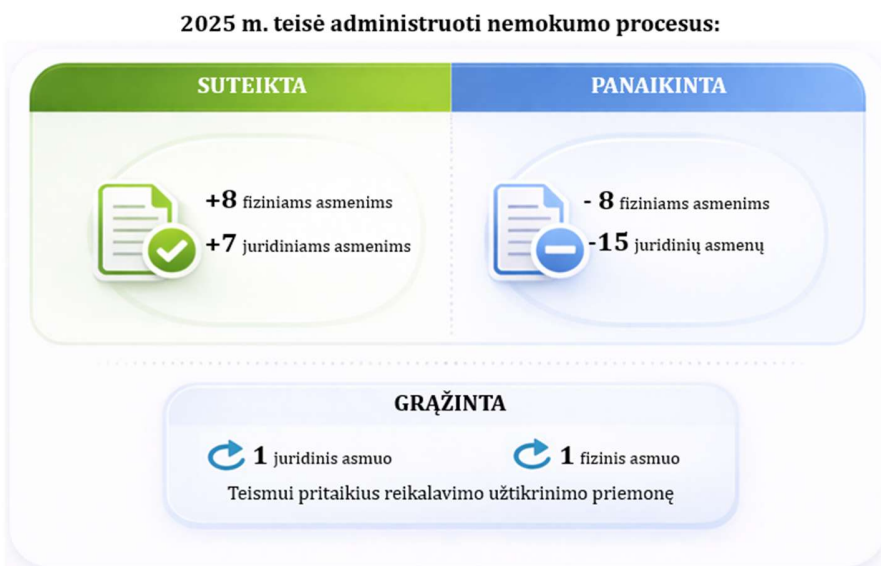 2025 m. teisė administruoti nemokumo procesus:
SUTEIKTA
+8 fiziniams asmenims
+7 juridiniams asmenims
PANAIKINTA
- 8 fiziniams asmenims
-15 juridinių asmenų
GRĄŽINTA
1 juridinis asmuo
1 fizinis asmuo
Teismui pritaikius reikalavimo užtikrinimo priemonę